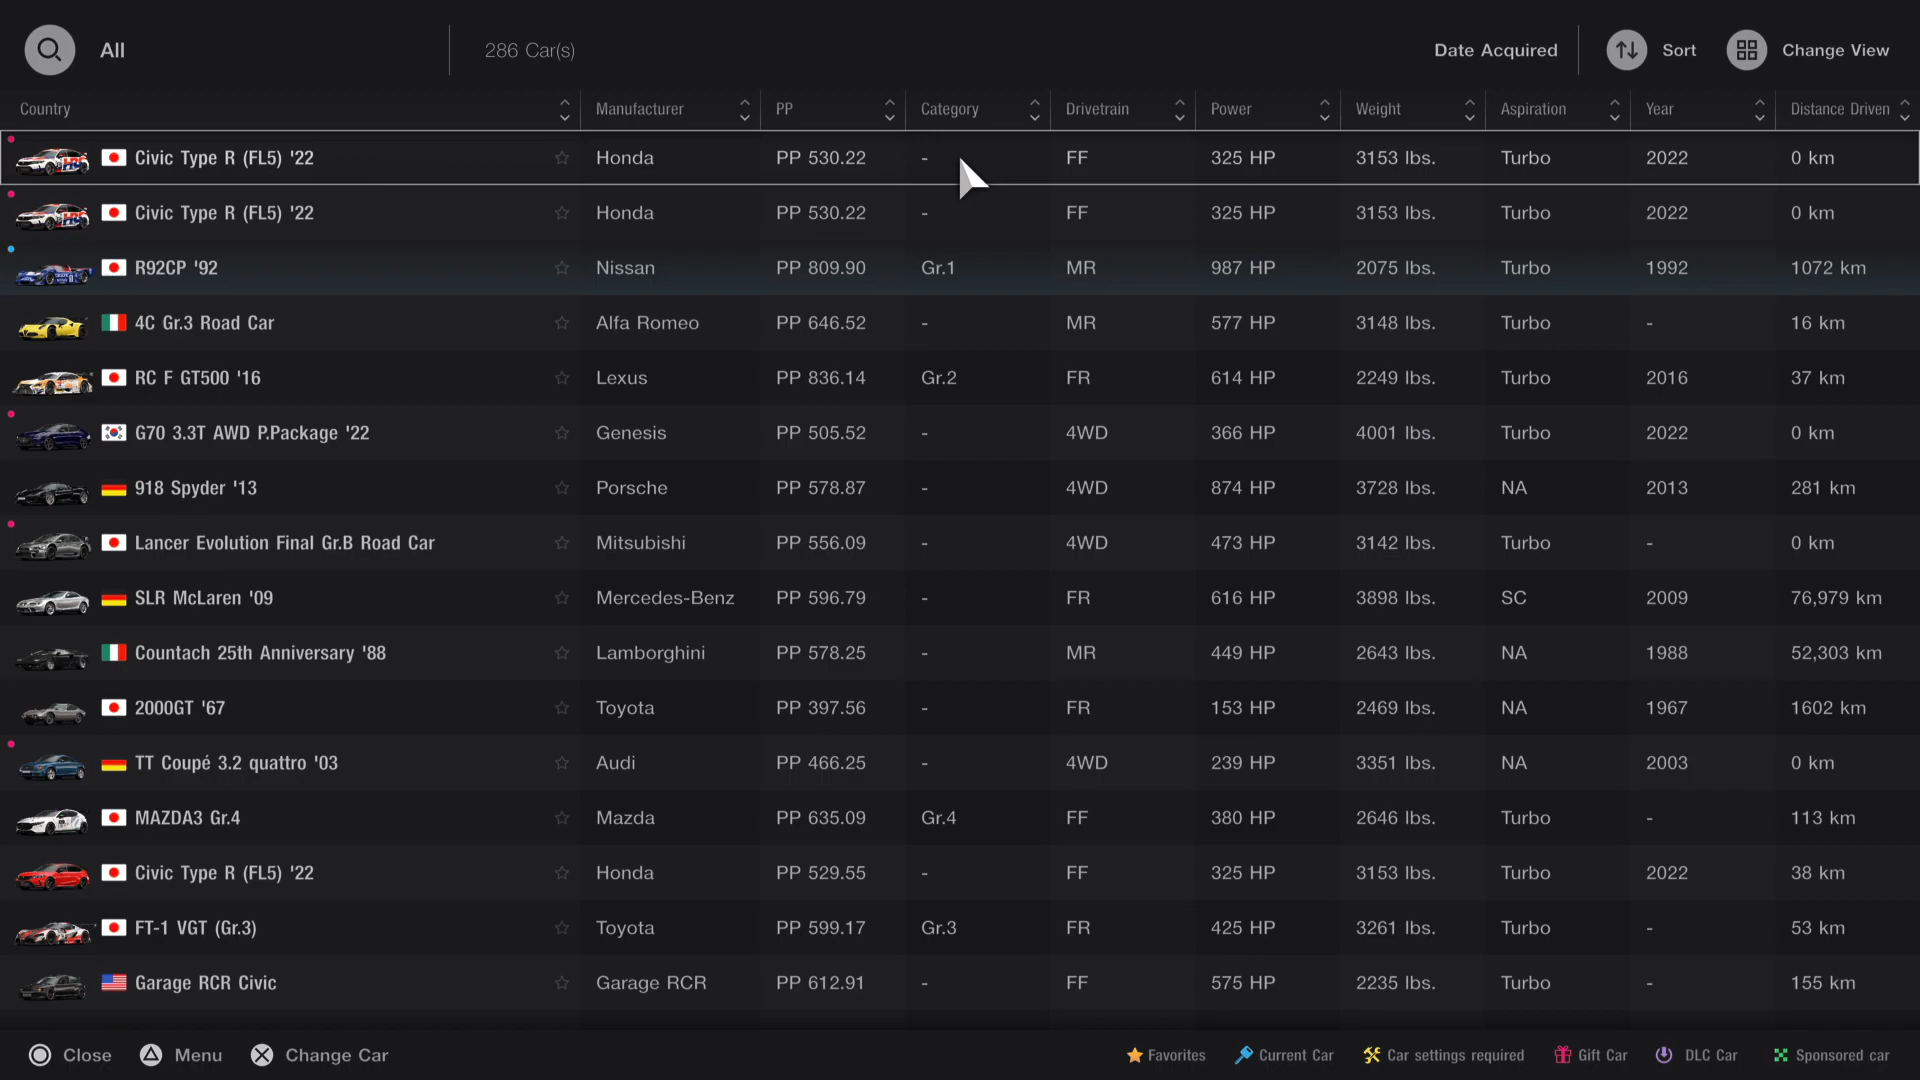 All
286 Car(s)
Date Acquired
Sort
Change View
Country Manufacturer PP Category Drivetrain Power Weight Aspiration Year Distance Driven
Civic Type R (FL5) '22 Honda PP 530.22 - FF 325 HP 3153 lbs. Turbo 2022 0 km
Civic Type R (FL5) '22 Honda PP 530.22 - FF 325 HP 3153 lbs. Turbo 2022 0 km
R92CP '92 Nissan PP 809.90 Gr.1 MR 987 HP 2075 lbs. Turbo 1992 1072 km
4C Gr.3 Road Car Alfa Romeo PP 646.52 - MR 577 HP 3148 lbs. Turbo - 16 km
RC F GT500 '16 Lexus PP 836.14 Gr.2 FR 614 HP 2249 lbs. Turbo 2016 37 km
G70 3.3T AWD P.Package '22 Genesis PP 505.52 - 4WD 366 HP 4001 lbs. Turbo 2022 0 km
918 Spyder '13 Porsche PP 578.87 - 4WD 874 HP 3728 lbs. NA 2013 281 km
Lancer Evolution Final Gr.B Road Car Mitsubishi PP 556.09 - 4WD 473 HP 3142 lbs. Turbo - 0 km
SLR McLaren '09 Mercedes-Benz PP 596.79 - FR 616 HP 3898 lbs. SC 2009 76,979 km
Countach 25th Anniversary '88 Lamborghini PP 578.25 - MR 449 HP 2643 lbs. NA 1988 52,303 km
2000GT '67 Toyota PP 397.56 - FR 153 HP 2469 lbs. NA 1967 1602 km
TT Coupé 3.2 quattro '03 Audi PP 466.25 - 4WD 239 HP 3351 lbs. NA 2003 0 km
MAZDA3 Gr.4 Mazda PP 635.09 Gr.4 FF 380 HP 2646 lbs. Turbo - 113 km
Civic Type R (FL5) '22 Honda PP 529.55 - FF 325 HP 3153 lbs. Turbo 2022 38 km
FT-1 VGT (Gr.3) Toyota PP 599.17 Gr.3 FR 425 HP 3261 lbs. Turbo - 53 km
Garage RCR Civic Garage RCR PP 612.91 - FF 575 HP 2235 lbs. Turbo - 155 km
Close Menu Change Car Favorites Current Car Car settings required Gift Car DLC Car Sponsored car